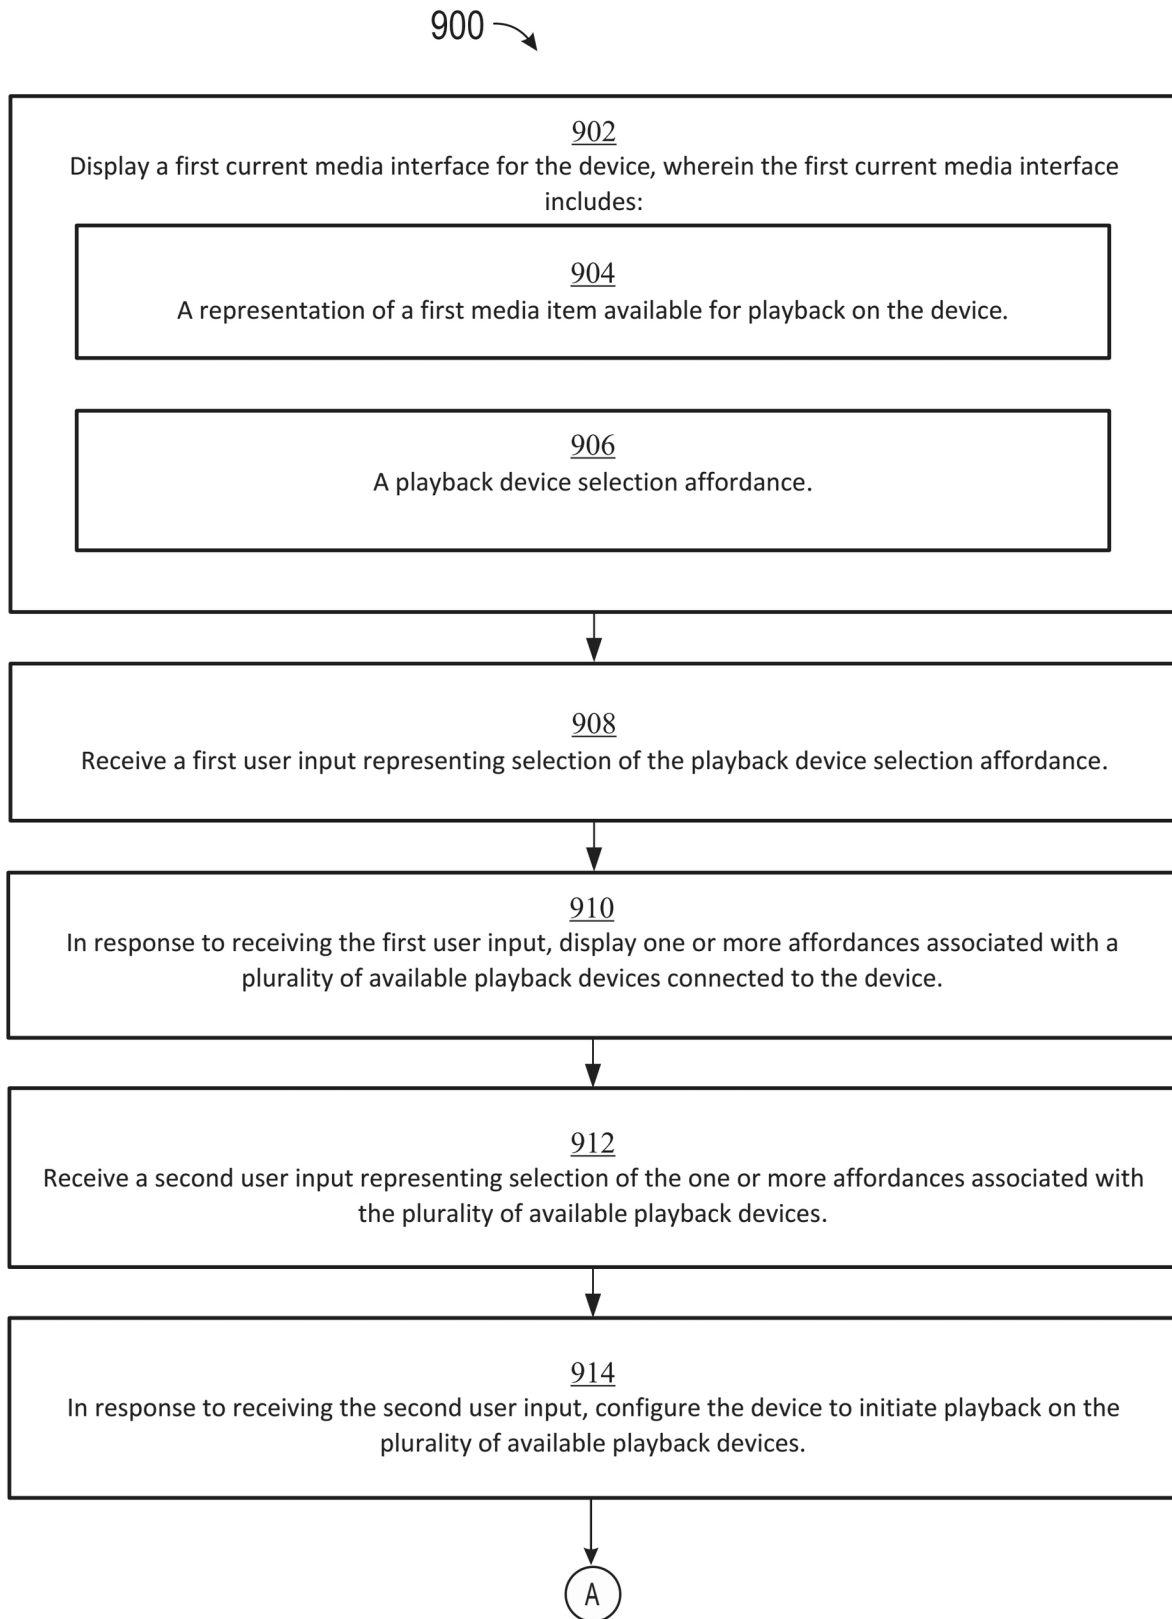 900
902
Display a first current media interface for the device, wherein the first current media interface
includes:
904
A representation of a first media item available for playback on the device.
906
A playback device selection affordance.
908
Receive a first user input representing selection of the playback device selection affordance.
910
In response to receiving the first user input, display one or more affordances associated with a
plurality of available playback devices connected to the device.
912
Receive a second user input representing selection of the one or more affordances associated with
the plurality of available playback devices.
914
In response to receiving the second user input, configure the device to initiate playback on the
plurality of available playback devices.
A